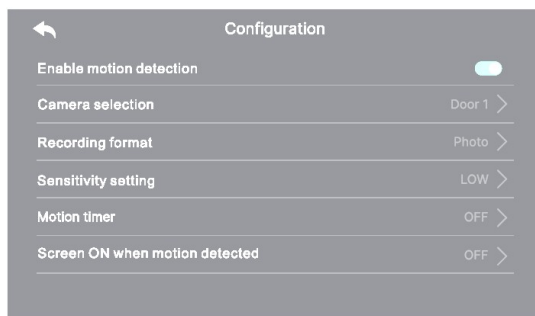 Configuration
Enable motion detection
Camera selection Door 1
Recording format Photo
Sensitivity setting LOW
Motion timer OFF
Screen ON when motion detected OFF